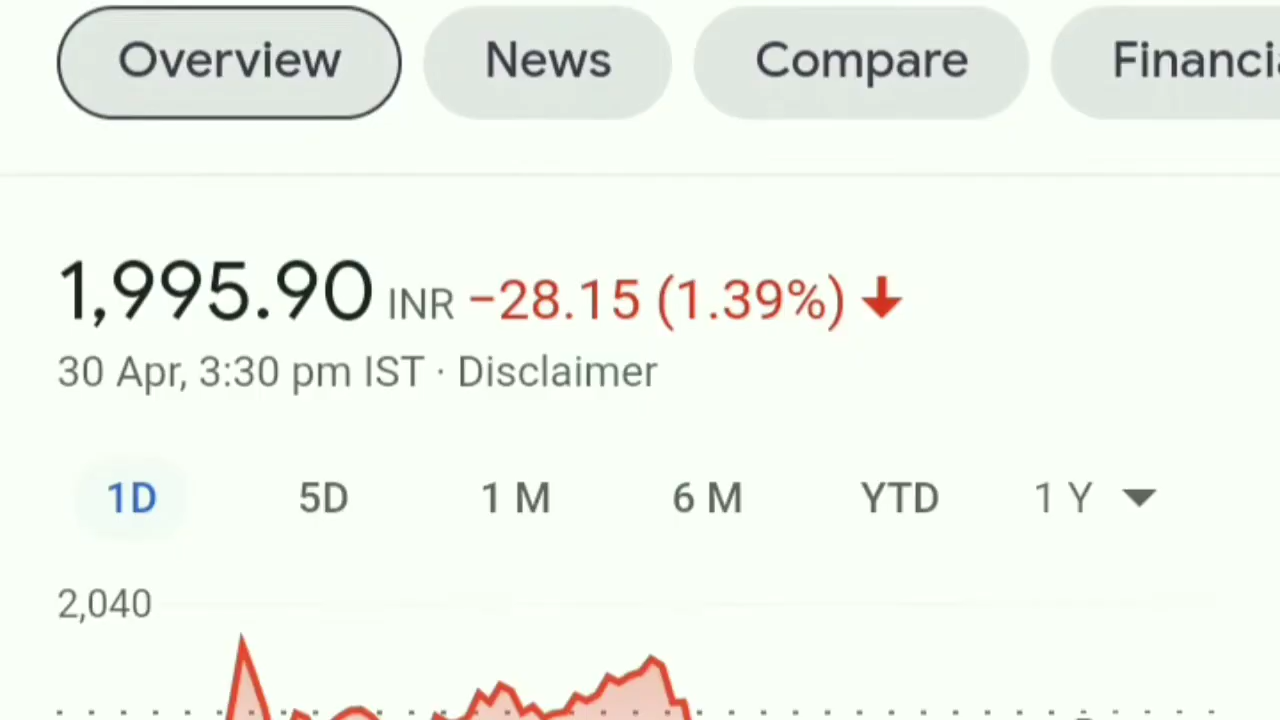 Overview News Compare Financia
1,995.90 INR −28.15 (1.39%)
30 Apr, 3:30 pm IST · Disclaimer
1D 5D 1 M 6 M YTD 1 Y
2,040